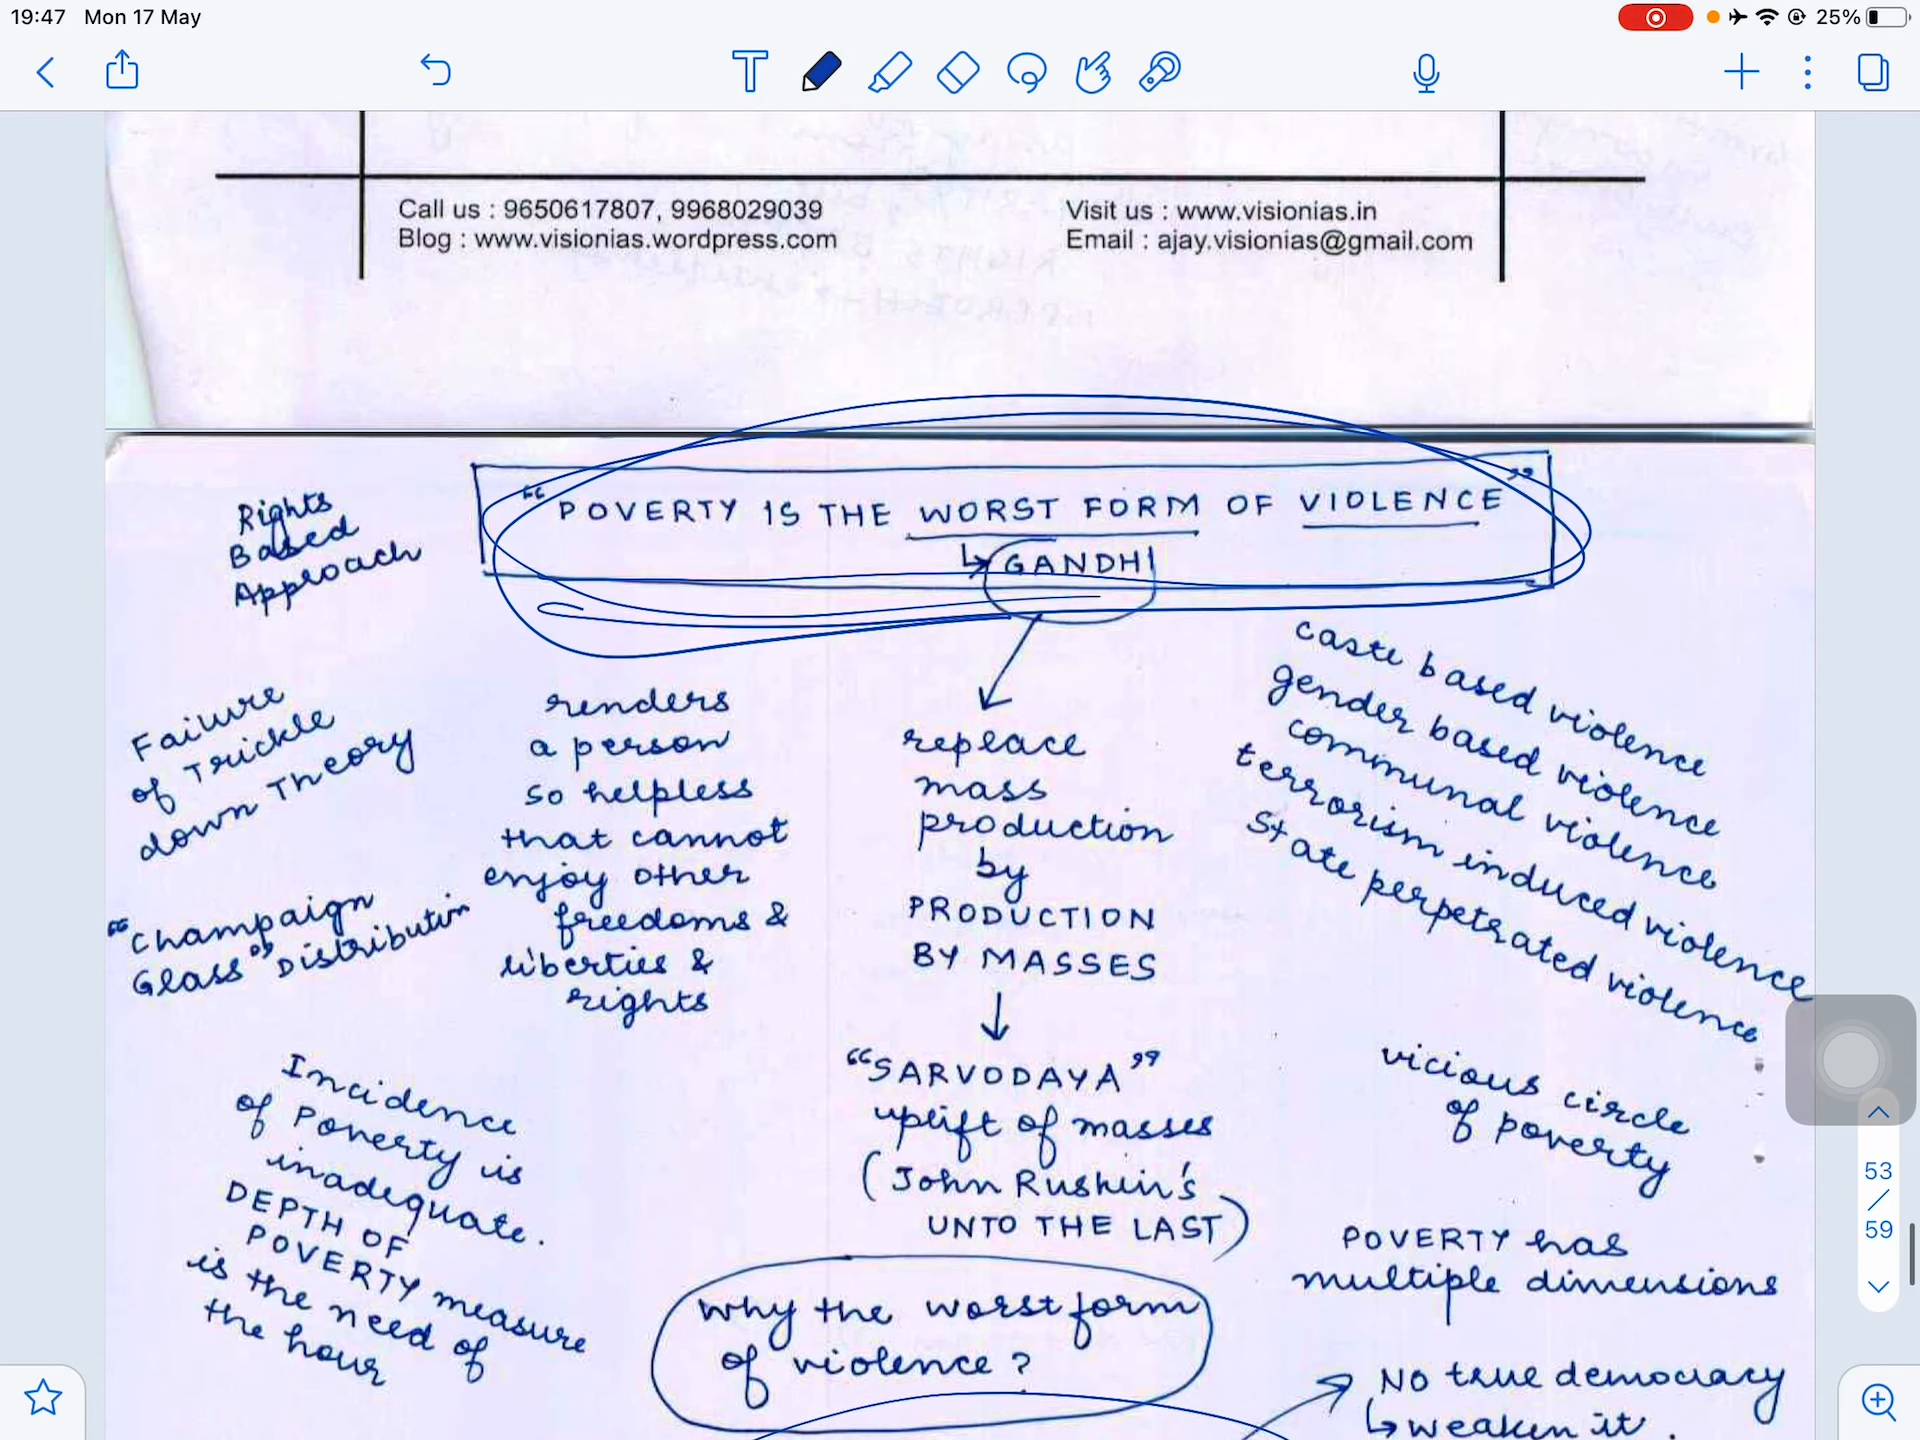 19:47 Mon 17 May
25%
Call us : 9650617807, 9968029039
Blog : www.visionias.wordpress.com
Visit us : www.visionias.in
Email : ajay.visionias@gmail.com
“POVERTY IS THE WORST FORM OF VIOLENCE”
↳ GANDHI
Rights
Based
Approach
Failure
of Trickle
down Theory
“Champaign
Glass” Distribution
Incidence
of Poverty is
inadequate.
DEPTH OF
POVERTY measure
is the need of
the hour
renders
a person
so helpless
that cannot
enjoy other
freedoms &
liberties &
rights
replace
mass
production
by
PRODUCTION
BY MASSES
↓
“SARVODAYA”
uplift of masses
(John Ruskin's
UNTO THE LAST)
Why the worst form
of violence?
caste based violence
gender based violence
communal violence
terrorism induced violence
State perpetrated violence
vicious circle
of poverty
POVERTY has
multiple dimensions
No true democracy
↳ weaken it.
53
/
59